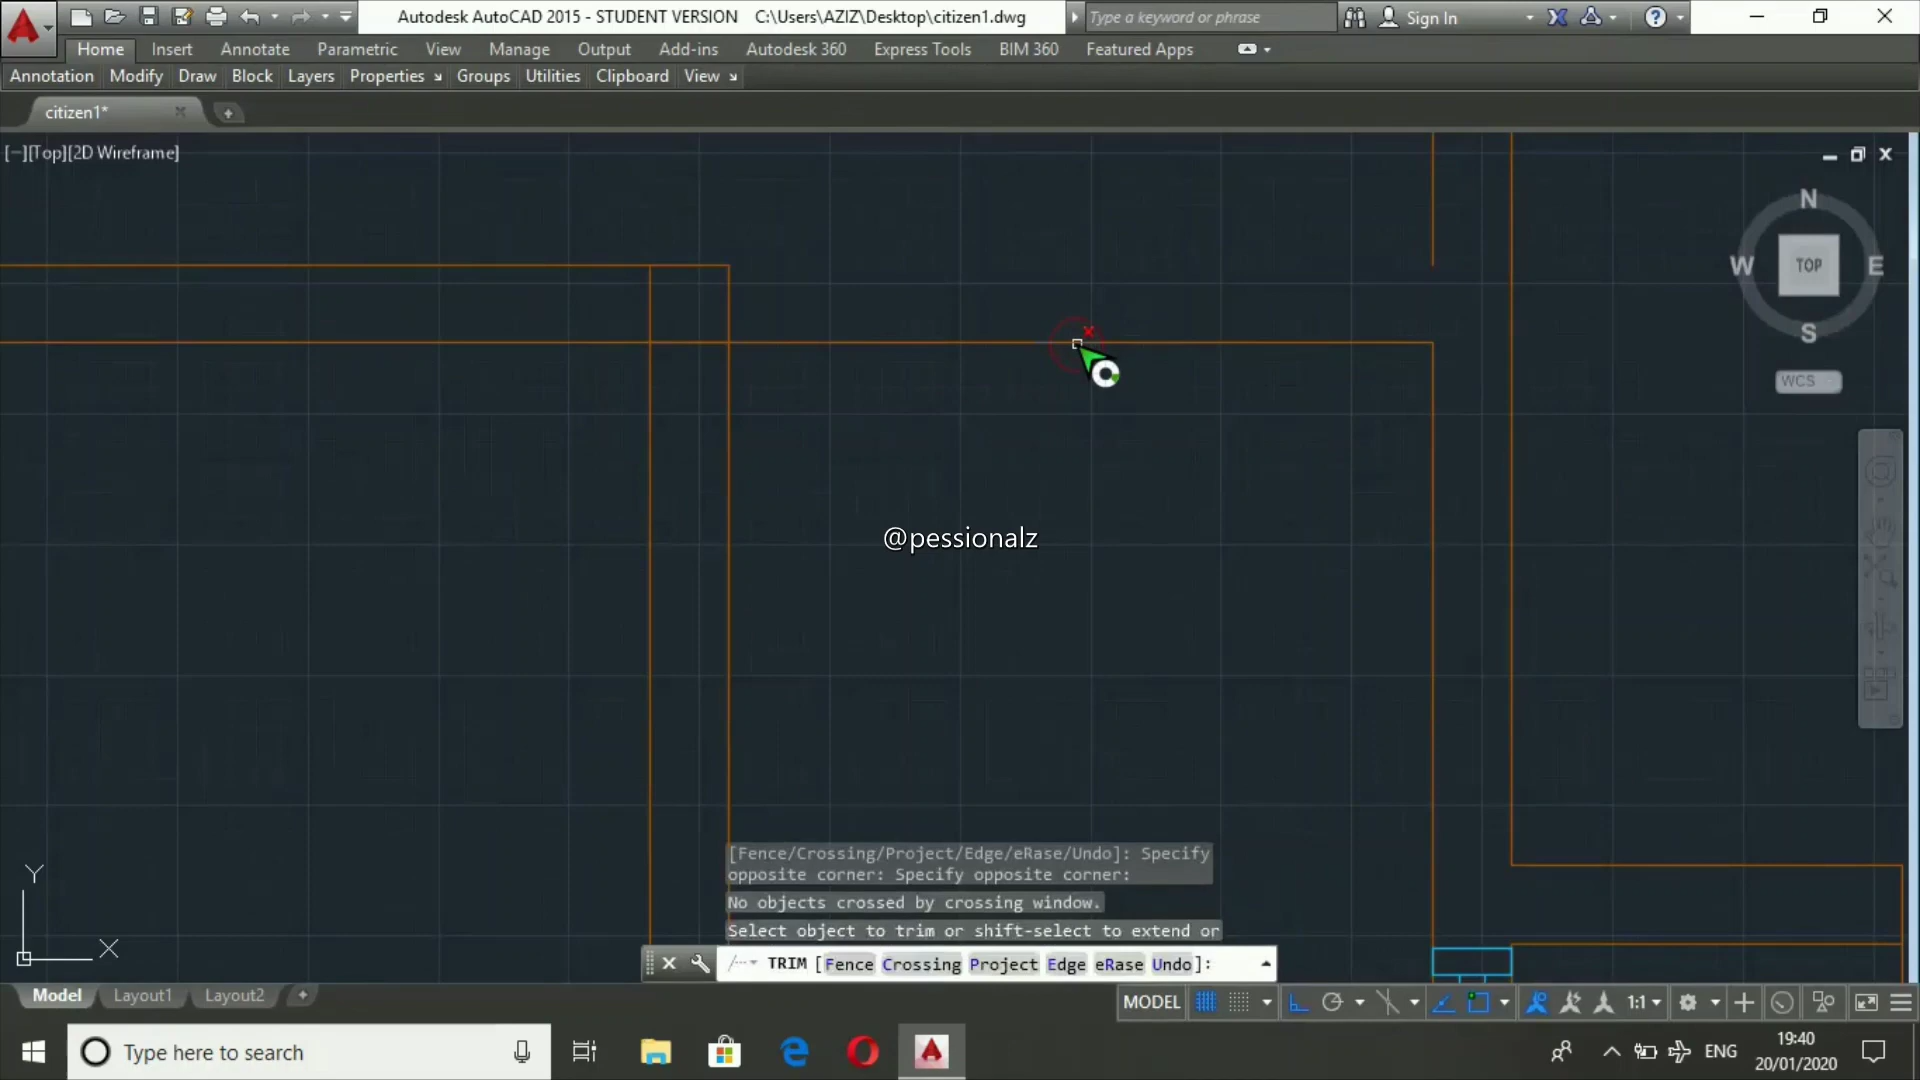 Autodesk AutoCAD 2015 - STUDENT VERSION C:\Users\AZIZ\Desktop\citizen1.dwg
Type a keyword or phrase
Sign In
Home Insert Annotate Parametric View Manage Output Add-ins Autodesk 360 Express Tools BIM 360 Featured Apps
Annotation Modify Draw Block Layers Properties Groups Utilities Clipboard View
citizen1*
[−][Top][2D Wireframe]
N
W TOP E
S
WCS
@pessionalz
[Fence/Crossing/Project/Edge/eRase/Undo]: Specify
opposite corner: Specify opposite corner:
No objects crossed by crossing window.
Select object to trim or shift-select to extend or
TRIM [Fence Crossing Project Edge eRase Undo]:
Y
X
Model Layout1 Layout2
MODEL 1:1
Type here to search
ENG
19:40
20/01/2020